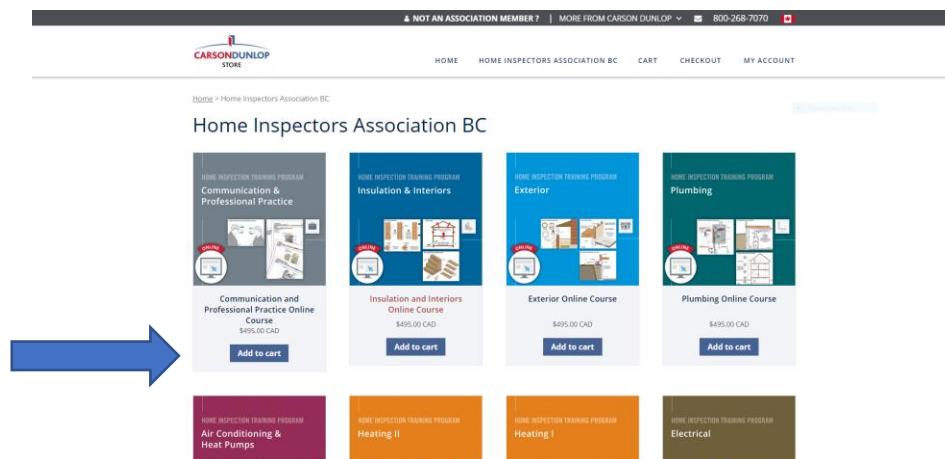 NOT AN ASSOCIATION MEMBER ? | MORE FROM CARSON DUNLOP 800-268-7070
CARSONDUNLOP
STORE
HOME HOME INSPECTORS ASSOCIATION BC CART CHECKOUT MY ACCOUNT
Home > Home Inspectors Association BC
Home Inspectors Association BC
HOME INSPECTION TRAINING PROGRAM
Communication &
Professional Practice
ONLINE
Communication and
Professional Practice Online
Course
$495.00 CAD
Add to cart
HOME INSPECTION TRAINING PROGRAM
Insulation & Interiors
ONLINE
Insulation and Interiors
Online Course
$495.00 CAD
Add to cart
HOME INSPECTION TRAINING PROGRAM
Exterior
ONLINE
Exterior Online Course
$495.00 CAD
Add to cart
HOME INSPECTION TRAINING PROGRAM
Plumbing
ONLINE
Plumbing Online Course
$495.00 CAD
Add to cart
HOME INSPECTION TRAINING PROGRAM
Air Conditioning &
Heat Pumps
HOME INSPECTION TRAINING PROGRAM
Heating II
HOME INSPECTION TRAINING PROGRAM
Heating I
HOME INSPECTION TRAINING PROGRAM
Electrical